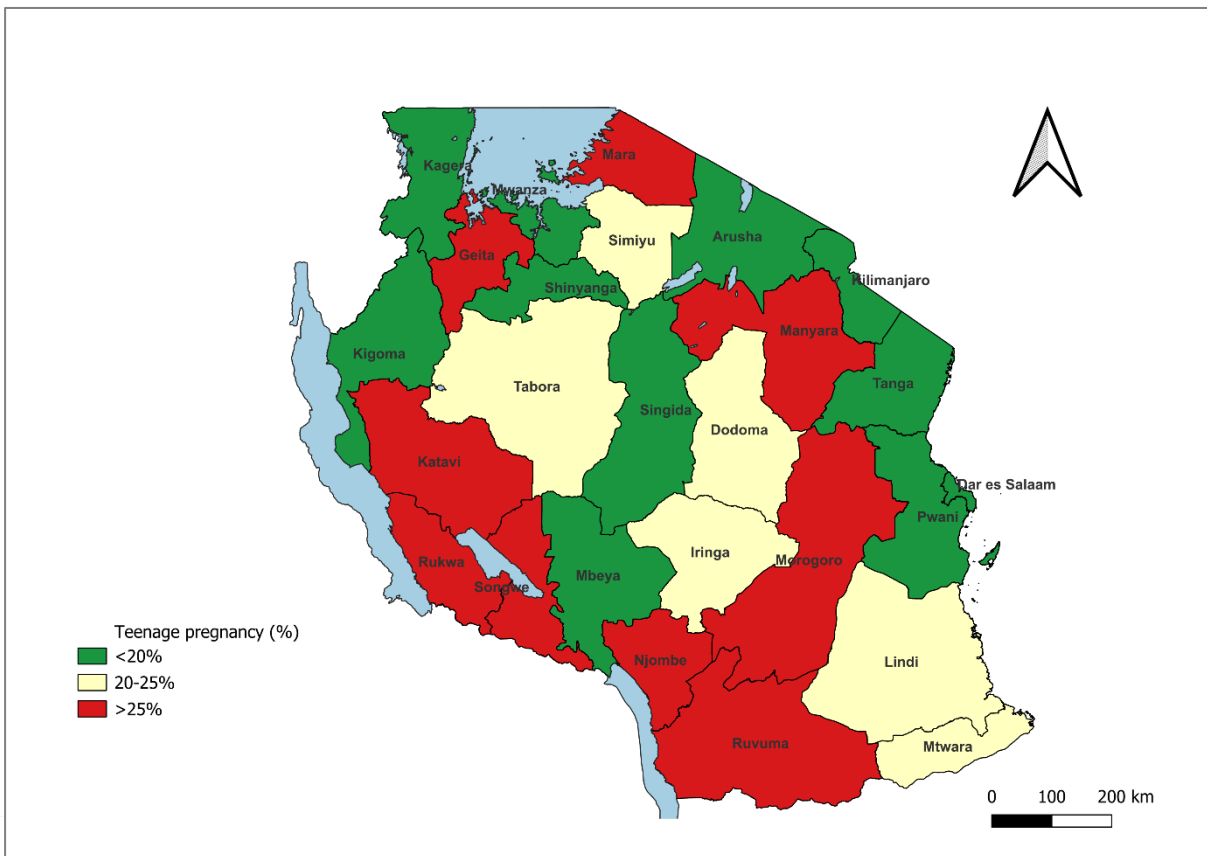 Mara
Kagera
Mwanza
Arusha
Simiyu
Geita
Kilimanjaro
Shinyanga
Manyara
Kigoma
Tabora
Tanga
Singida
Dodoma
Katavi
Dar es Salaam
Pwani
Iringa
Rukwa
Morogoro
Mbeya
Songwe
Teenage pregnancy (%)
<20%
20-25%
>25%
Njombe
Lindi
Ruvuma
Mtwara
0 100 200 km